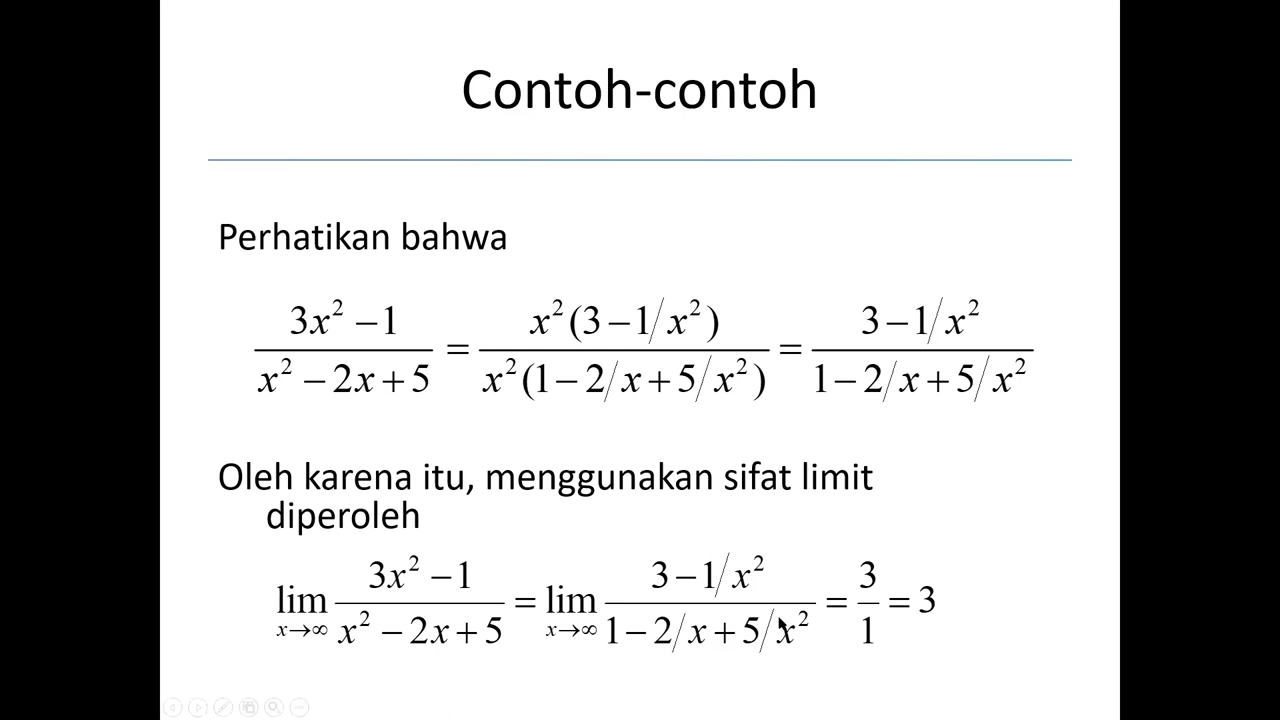 Contoh-contoh
Perhatikan bahwa
(3x² − 1)/(x² − 2x + 5) = x²(3 − 1/x²)/x²(1 − 2/x + 5/x²) = (3 − 1/x²)/(1 − 2/x + 5/x²)
Oleh karena itu, menggunakan sifat limit
diperoleh
lim x→∞ (3x² − 1)/(x² − 2x + 5) = lim x→∞ (3 − 1/x²)/(1 − 2/x + 5/x²) = 3/1 = 3